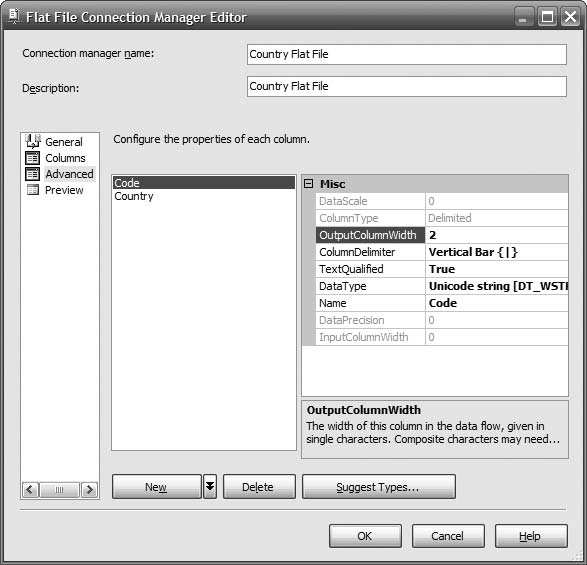 Flat File Connection Manager Editor
Connection manager name: Country Flat File
Description: Country Flat File
General
Columns
Advanced
Preview
Configure the properties of each column.
Code
Country
Misc
DataScale 0
ColumnType Delimited
OutputColumnWidth 2
ColumnDelimiter Vertical Bar {|}
TextQualified True
DataType Unicode string [DT_WST
Name Code
DataPrecision 0
InputColumnWidth 0
OutputColumnWidth
The width of this column in the data flow, given in
single characters. Composite characters may need...
New Delete Suggest Types...
OK Cancel Help